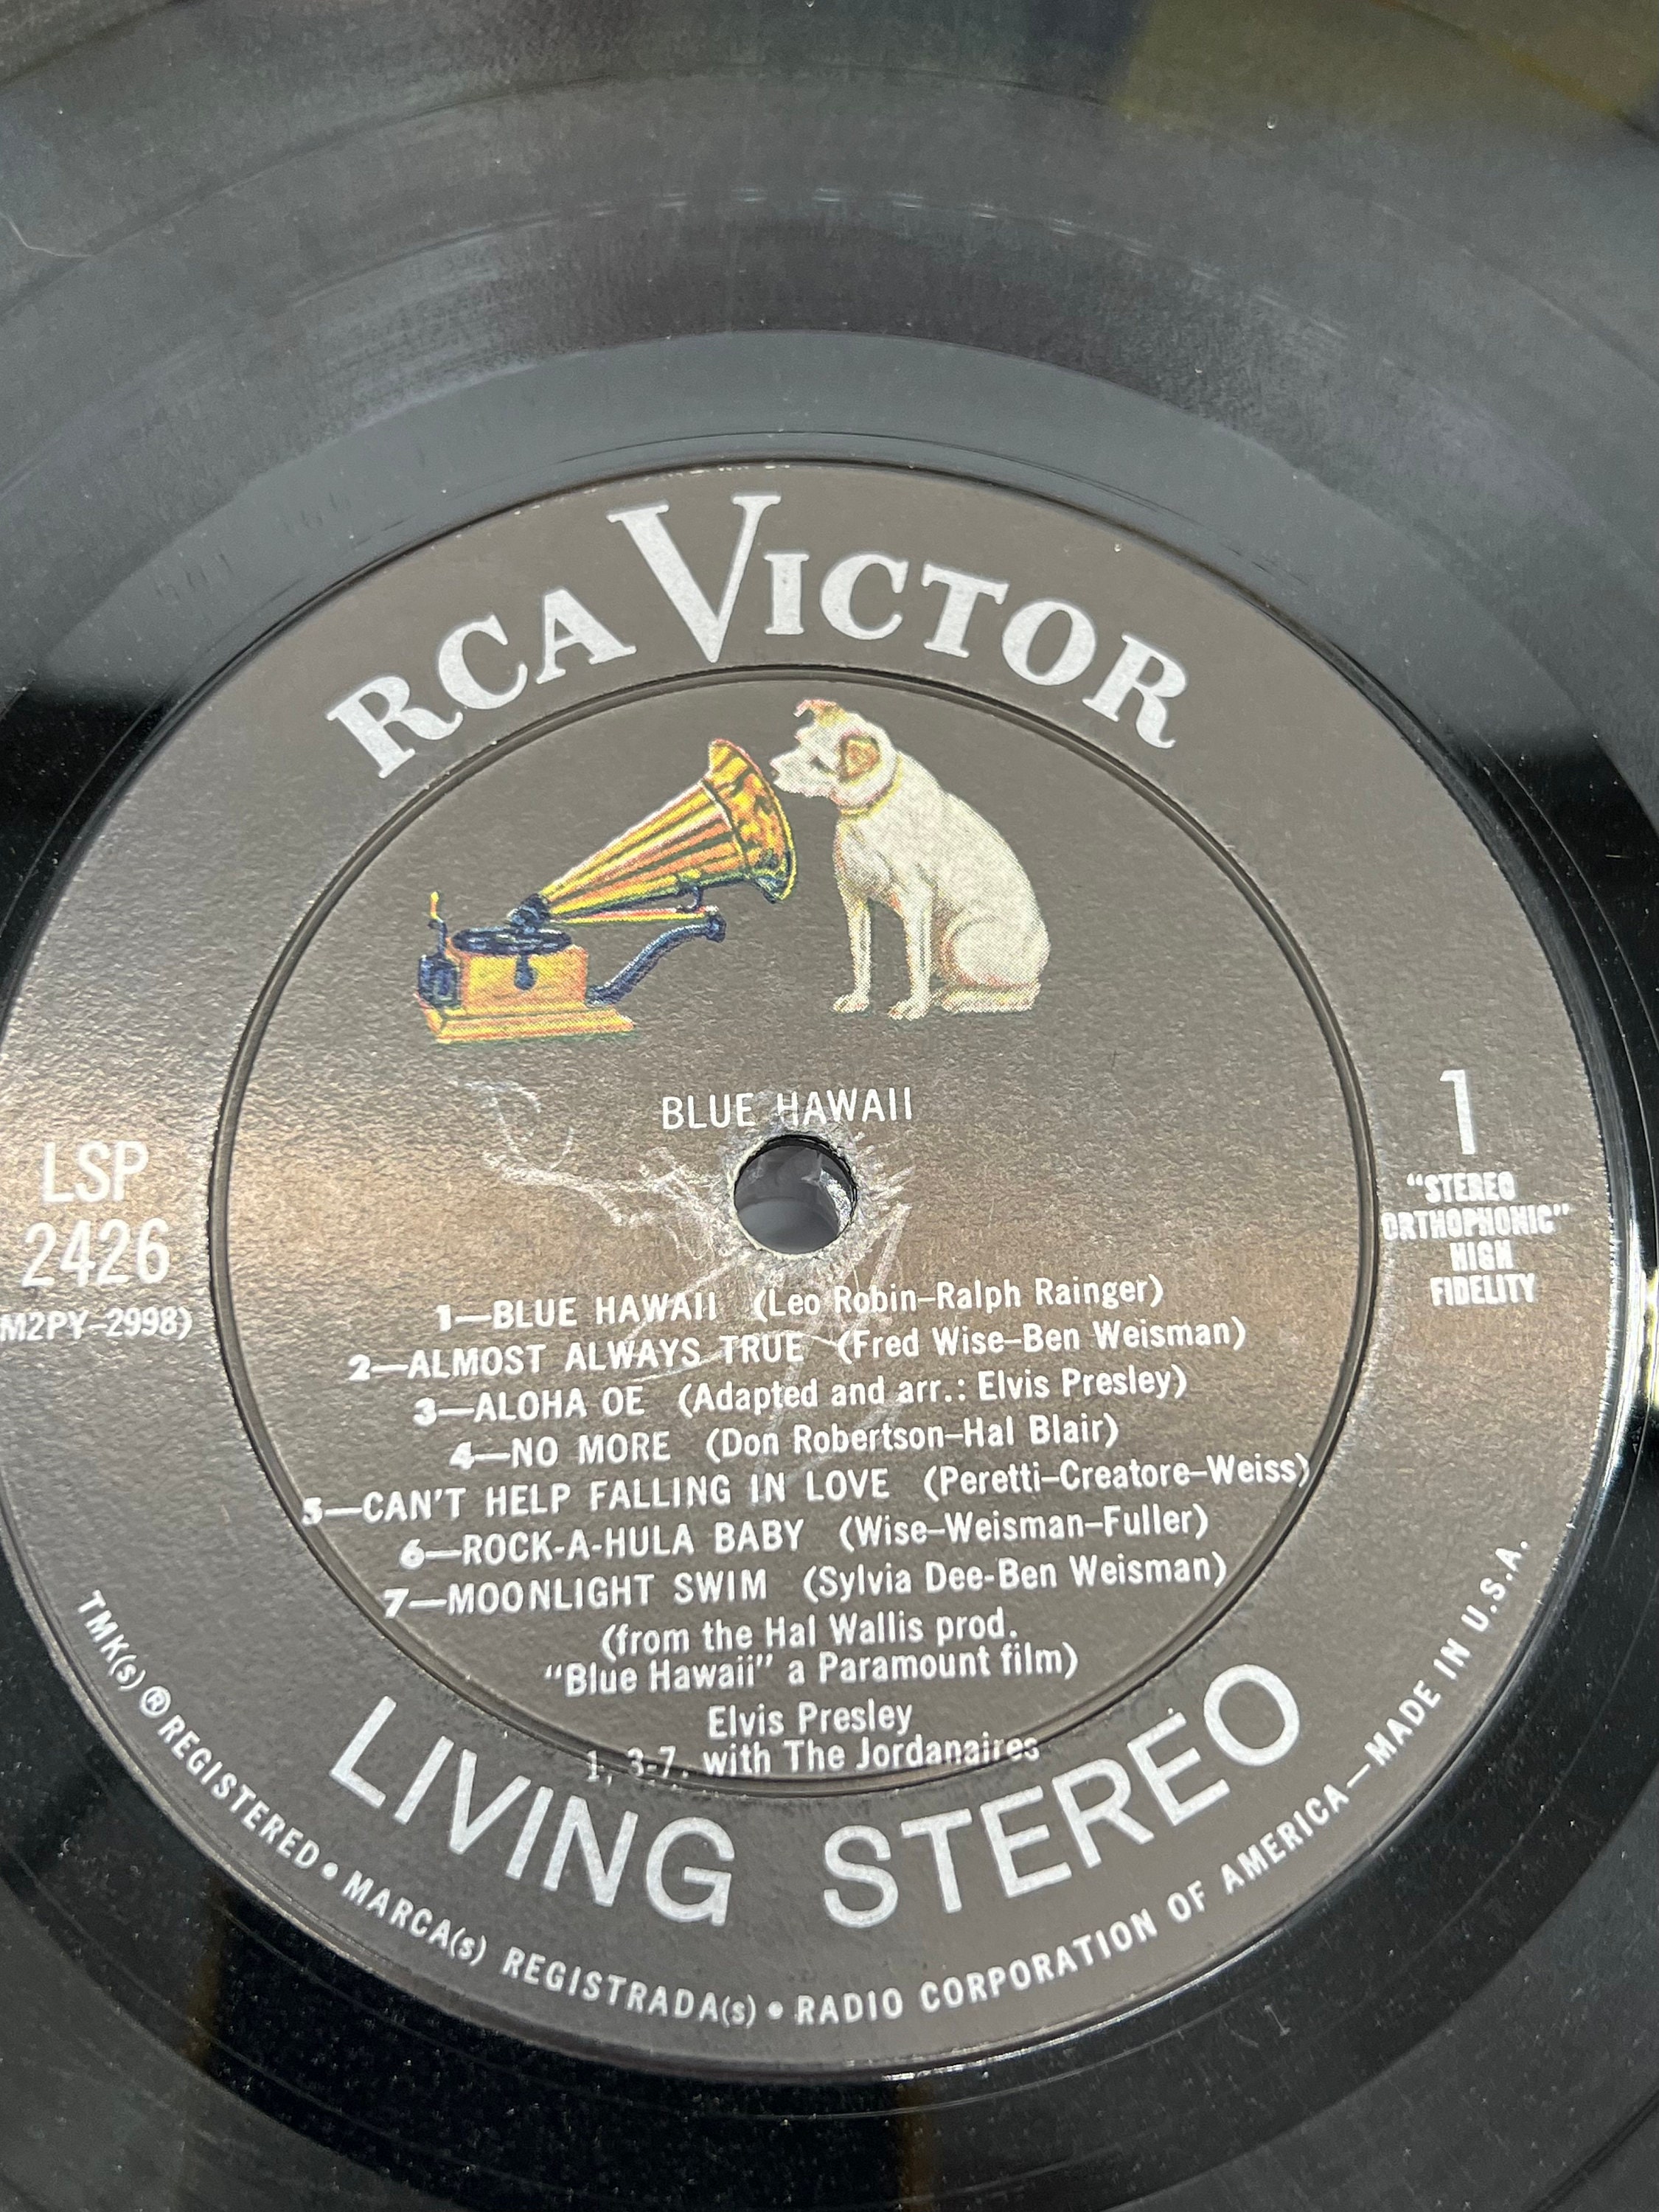 RCA VICTOR
BLUE HAWAII
LSP
2426
M2PY-2998)
1
"STEREO
ORTHOPHONIC"
HIGH
FIDELITY
1—BLUE HAWAII (Leo Robin–Ralph Rainger)
2—ALMOST ALWAYS TRUE (Fred Wise–Ben Weisman)
3—ALOHA OE (Adapted and arr.: Elvis Presley)
4—NO MORE (Don Robertson–Hal Blair)
5—CAN'T HELP FALLING IN LOVE (Peretti–Creatore–Weiss)
6—ROCK-A-HULA BABY (Wise–Weisman–Fuller)
7—MOONLIGHT SWIM (Sylvia Dee-Ben Weisman)
(from the Hal Wallis prod.
"Blue Hawaii" a Paramount film)
Elvis Presley
1, 3-7, with The Jordanaires
LIVING STEREO
TMK(s) ® REGISTERED • MARCA(s) REGISTRADA(s) • RADIO CORPORATION OF AMERICA—MADE IN U.S.A.